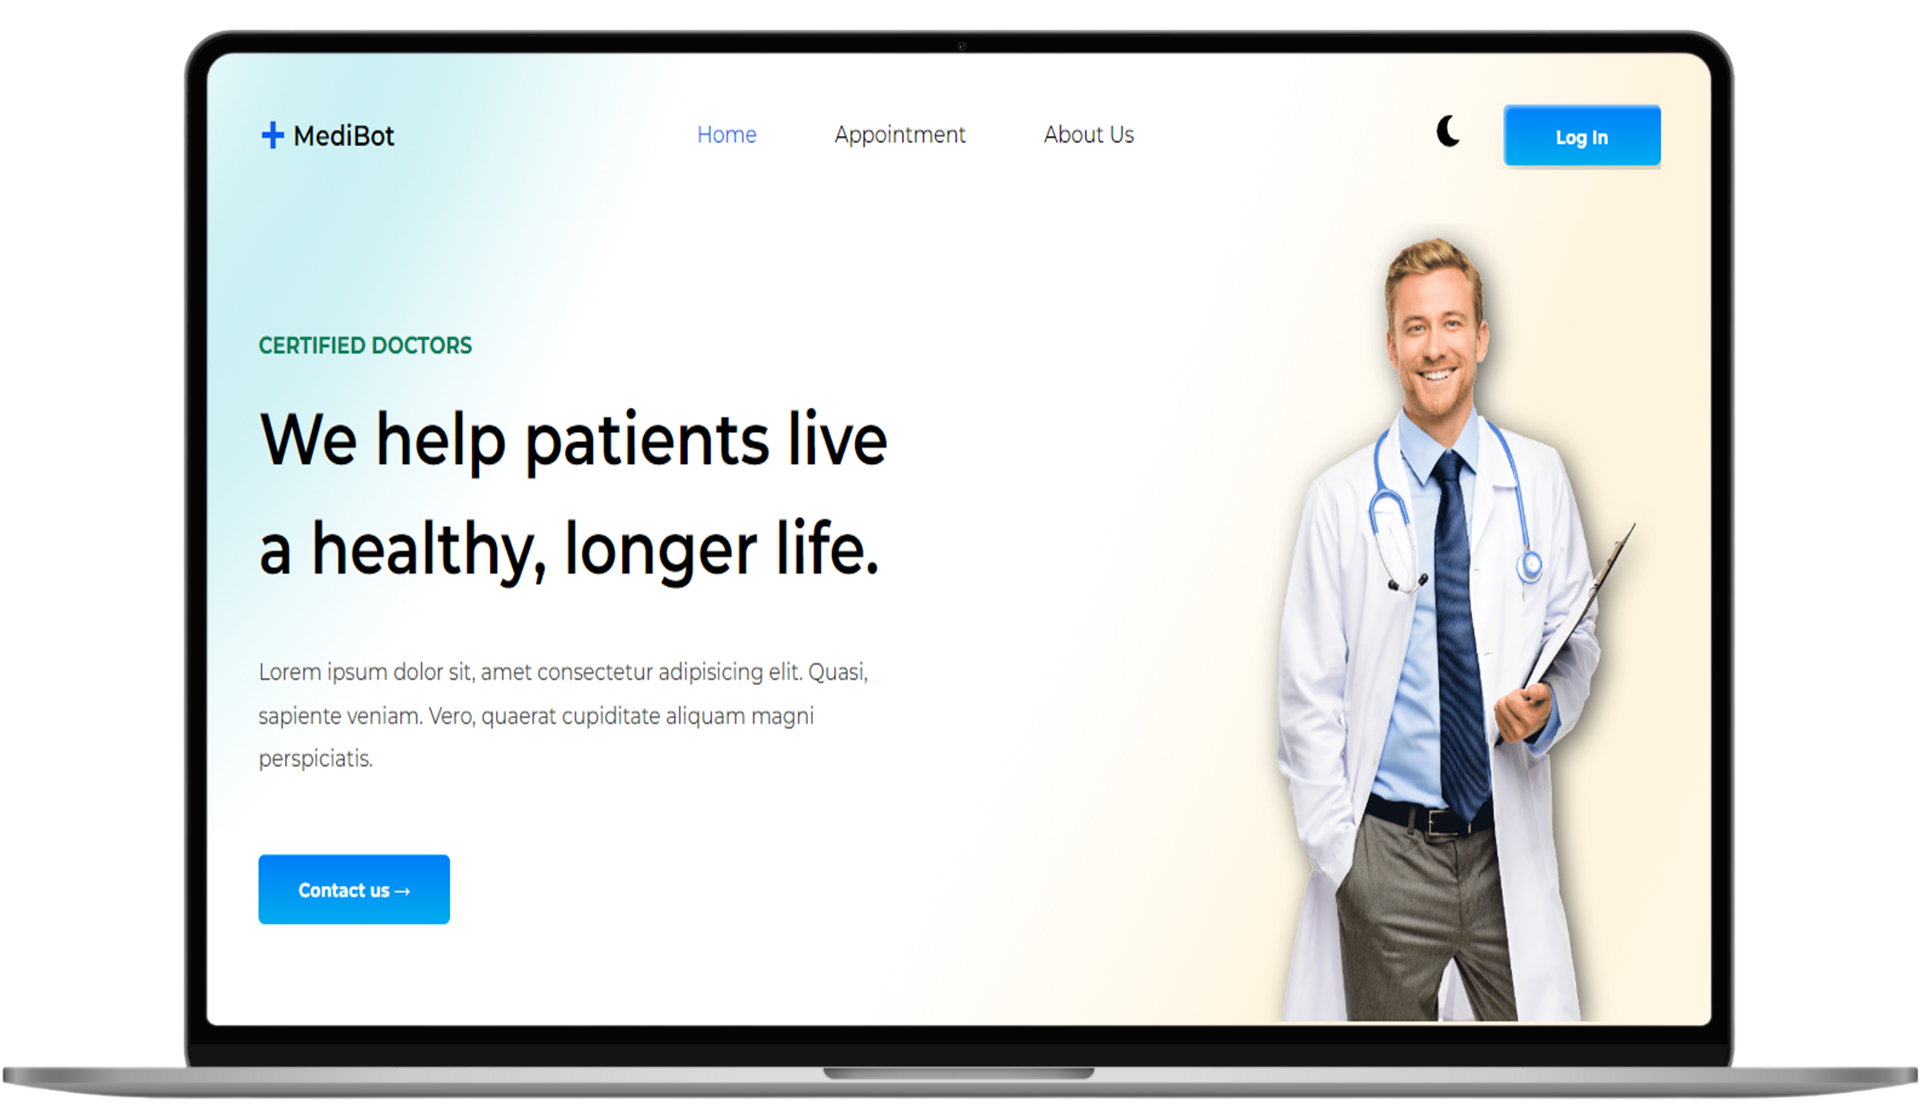 MediBot
Home
Appointment
About Us
Log In
CERTIFIED DOCTORS
We help patients live
a healthy, longer life.
Lorem ipsum dolor sit, amet consectetur adipisicing elit. Quasi,
sapiente veniam. Vero, quaerat cupiditate aliquam magni
perspiciatis.
Contact us →